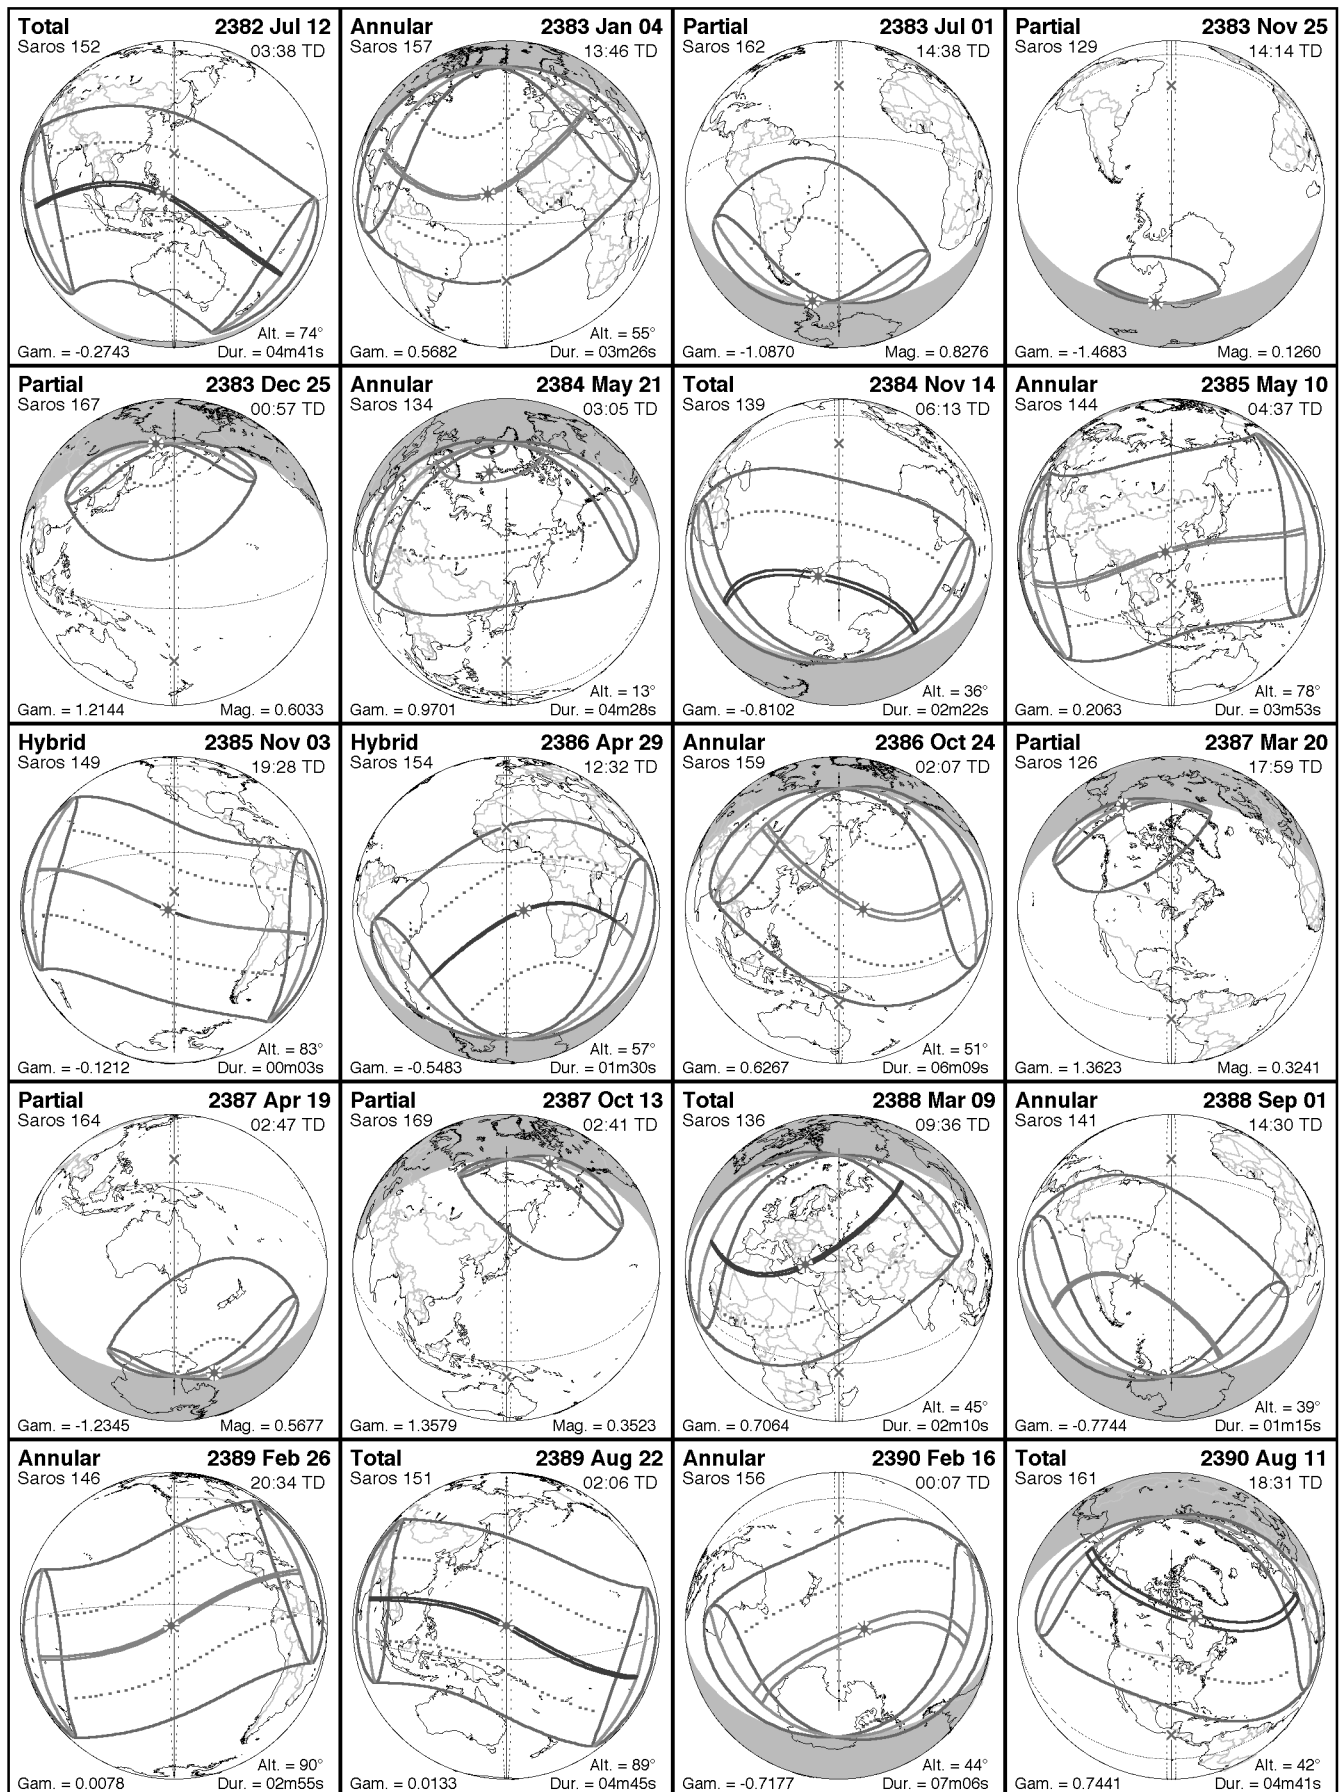 Total 2382 Jul 12
Saros 152 03:38 TD
Alt. = 74°
Gam. = -0.2743 Dur. = 04m41s
Annular 2383 Jan 04
Saros 157 13:46 TD
Alt. = 55°
Gam. = 0.5682 Dur. = 03m26s
Partial 2383 Jul 01
Saros 162 14:38 TD
Gam. = -1.0870 Mag. = 0.8276
Partial 2383 Nov 25
Saros 129 14:14 TD
Gam. = -1.4683 Mag. = 0.1260
Partial 2383 Dec 25
Saros 167 00:57 TD
Gam. = 1.2144 Mag. = 0.6033
Annular 2384 May 21
Saros 134 03:05 TD
Alt. = 13°
Gam. = 0.9701 Dur. = 04m28s
Total 2384 Nov 14
Saros 139 06:13 TD
Alt. = 36°
Gam. = -0.8102 Dur. = 02m22s
Annular 2385 May 10
Saros 144 04:37 TD
Alt. = 78°
Gam. = 0.2063 Dur. = 03m53s
Hybrid 2385 Nov 03
Saros 149 19:28 TD
Alt. = 83°
Gam. = -0.1212 Dur. = 00m03s
Hybrid 2386 Apr 29
Saros 154 12:32 TD
Alt. = 57°
Gam. = -0.5483 Dur. = 01m30s
Annular 2386 Oct 24
Saros 159 02:07 TD
Alt. = 51°
Gam. = 0.6267 Dur. = 06m09s
Partial 2387 Mar 20
Saros 126 17:59 TD
Gam. = 1.3623 Mag. = 0.3241
Partial 2387 Apr 19
Saros 164 02:47 TD
Gam. = -1.2345 Mag. = 0.5677
Partial 2387 Oct 13
Saros 169 02:41 TD
Gam. = 1.3579 Mag. = 0.3523
Total 2388 Mar 09
Saros 136 09:36 TD
Alt. = 45°
Gam. = 0.7064 Dur. = 02m10s
Annular 2388 Sep 01
Saros 141 14:30 TD
Alt. = 39°
Gam. = -0.7744 Dur. = 01m15s
Annular 2389 Feb 26
Saros 146 20:34 TD
Alt. = 90°
Gam. = 0.0078 Dur. = 02m55s
Total 2389 Aug 22
Saros 151 02:06 TD
Alt. = 89°
Gam. = 0.0133 Dur. = 04m45s
Annular 2390 Feb 16
Saros 156 00:07 TD
Alt. = 44°
Gam. = -0.7177 Dur. = 07m06s
Total 2390 Aug 11
Saros 161 18:31 TD
Alt. = 42°
Gam. = 0.7441 Dur. = 04m41s